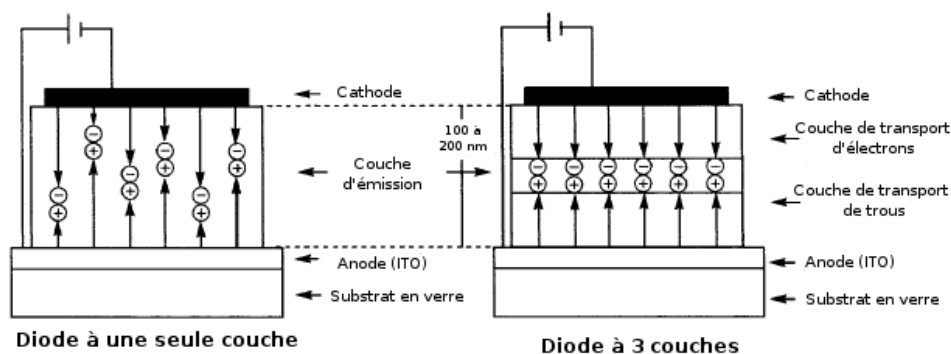 Cathode
100 à
200 nm
Couche
d'émission
Anode (ITO)
Substrat en verre
Diode à une seule couche
Cathode
Couche de transport
d'électrons
Couche de transport
de trous
Anode (ITO)
Substrat en verre
Diode à 3 couches